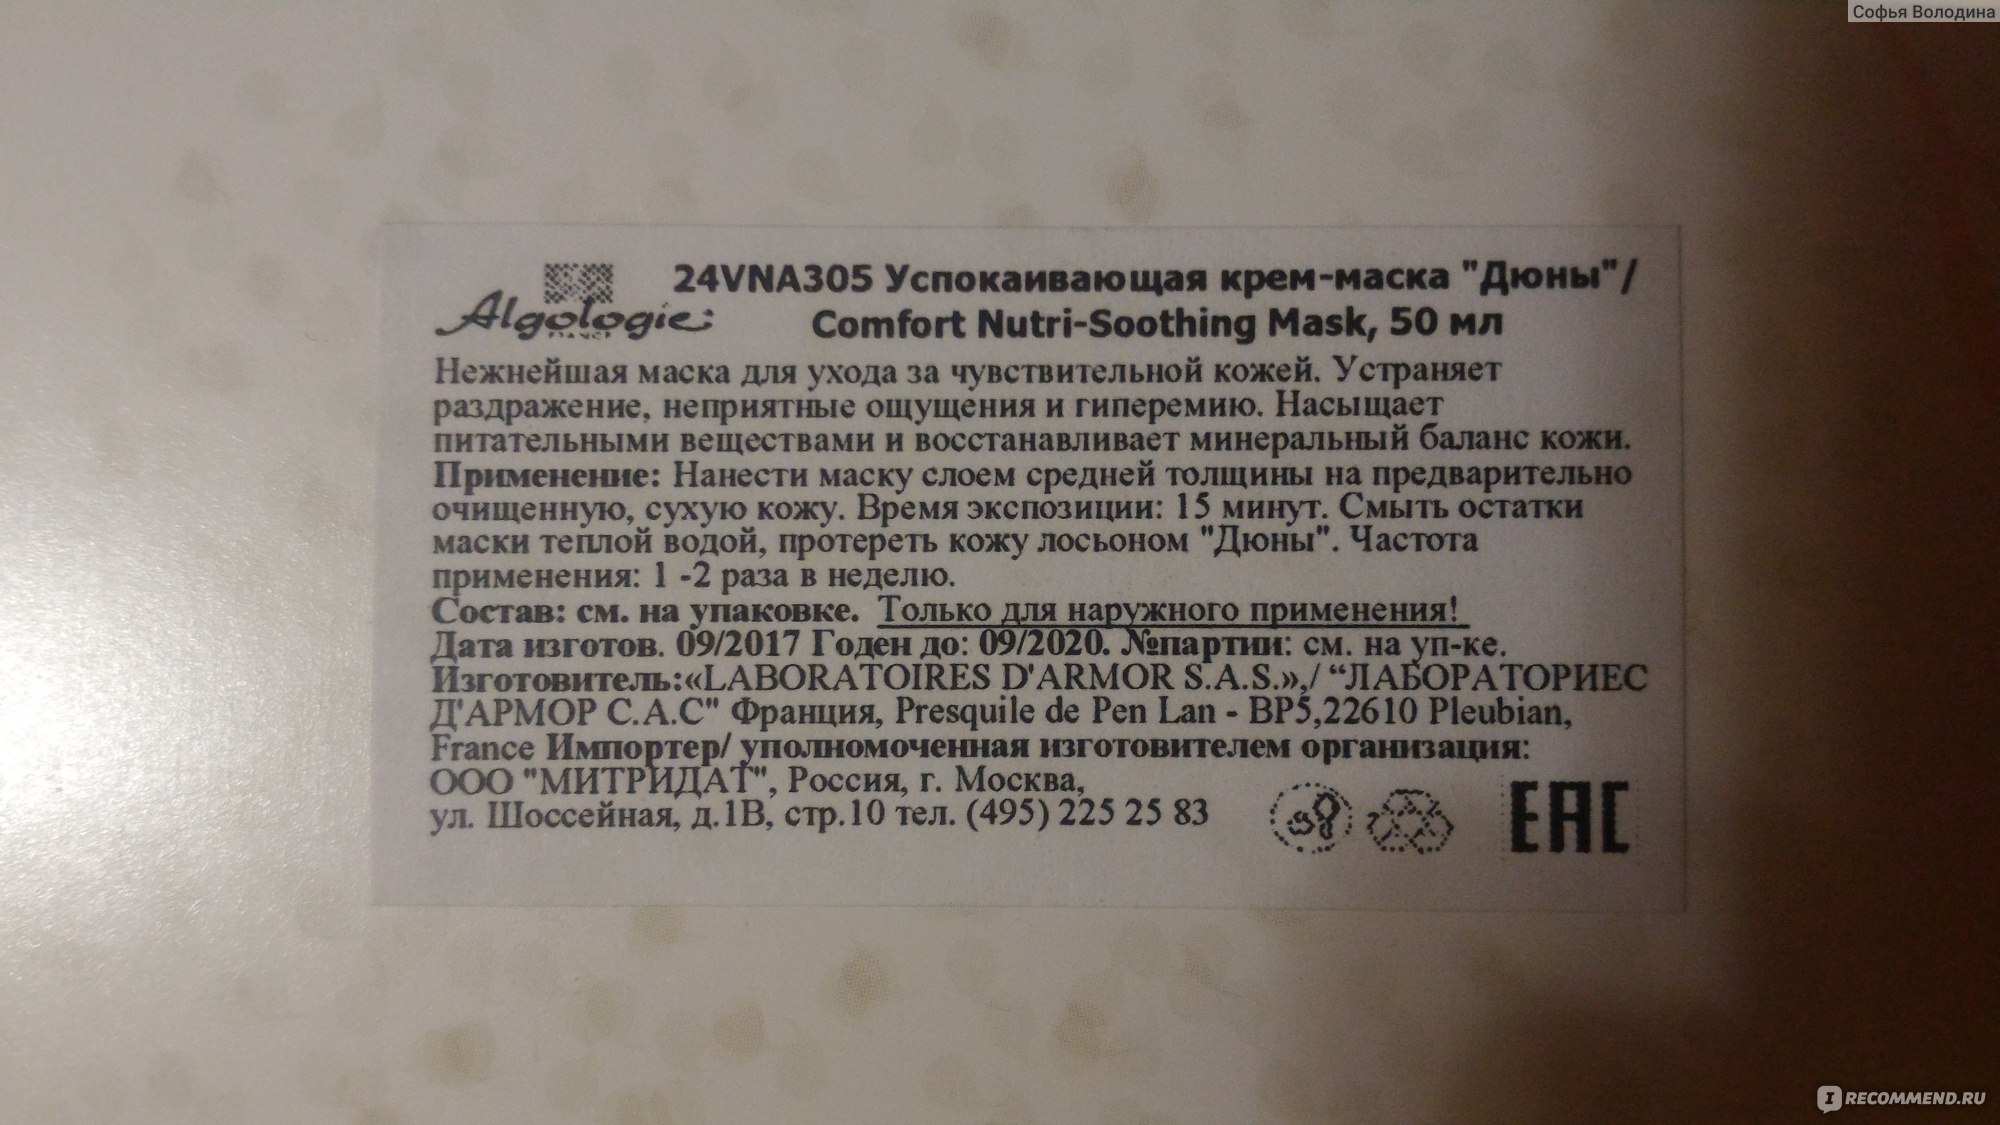 Софья Володина
24VNA305 Успокаивающая крем-маска "Дюны"/
Algologie
FRANCE
Comfort Nutri-Soothing Mask, 50 мл
Нежнейшая маска для ухода за чувствительной кожей. Устраняет
раздражение, неприятные ощущения и гиперемию. Насыщает
питательными веществами и восстанавливает минеральный баланс кожи.
Применение: Нанести маску слоем средней толщины на предварительно
очищенную, сухую кожу. Время экспозиции: 15 минут. Смыть остатки
маски теплой водой, протереть кожу лосьоном "Дюны". Частота
применения: 1 -2 раза в неделю.
Состав: см. на упаковке. Только для наружного применения!
Дата изготов. 09/2017 Годен до: 09/2020. №партии: см. на уп-ке.
Изготовитель:«LABORATOIRES D'ARMOR S.A.S.»,/ “ЛАБОРАТОРИЕС
Д'АРМОР С.А.С" Франция, Presquile de Pen Lan - BP5,22610 Pleubian,
France Импортер/ уполномоченная изготовителем организация:
ООО "МИТРИДАТ", Россия, г. Москва,
ул. Шоссейная, д.1В, стр.10 тел. (495) 225 25 83
EAC
I RECOMMEND.RU